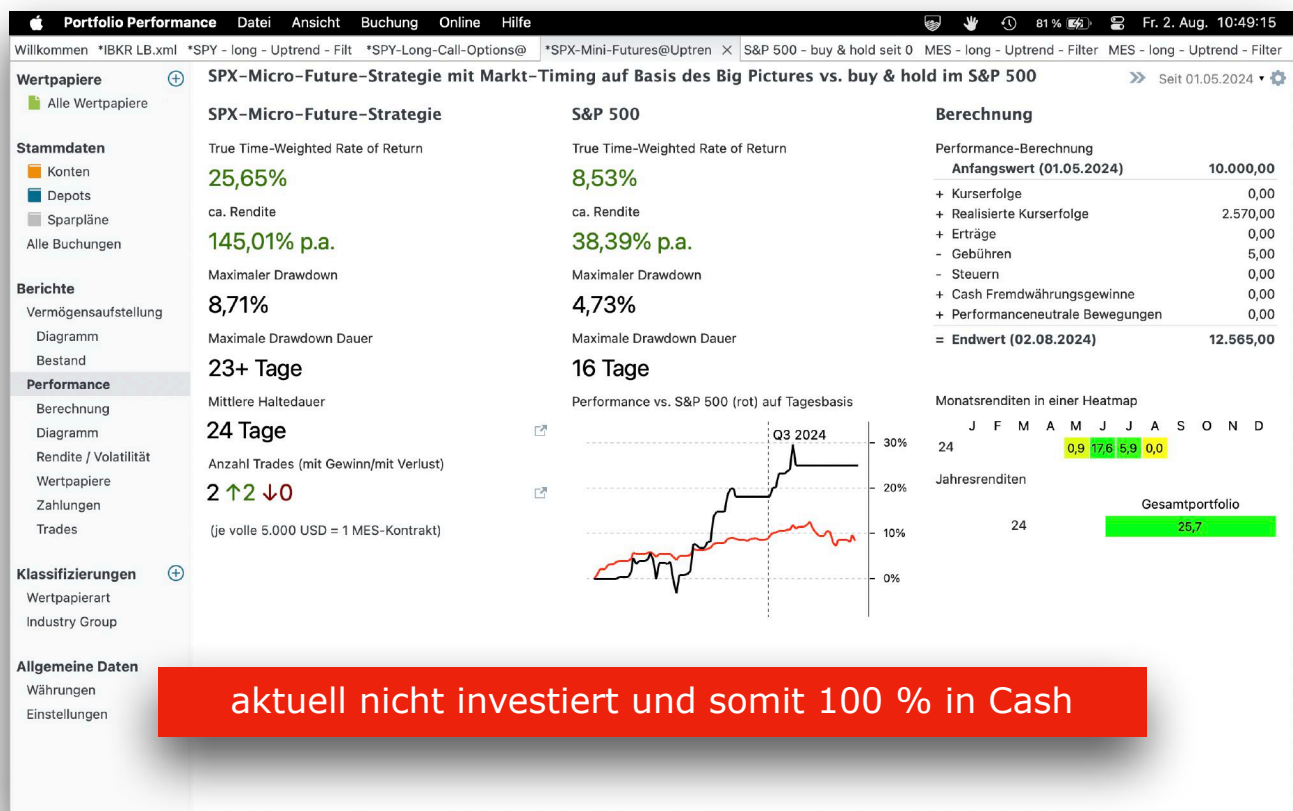 Portfolio Performance Datei Ansicht Buchung Online Hilfe 81 % Fr. 2. Aug. 10:49:15
Willkommen *IBKR LB.xml *SPY - long - Uptrend - Filt *SPY-Long-Call-Options@ *SPX-Mini-Futures@Uptren × S&P 500 - buy & hold seit 0 MES - long - Uptrend - Filter MES - long - Uptrend - Filter
Wertpapiere
Alle Wertpapiere
Stammdaten
Konten
Depots
Sparpläne
Alle Buchungen
Berichte
Vermögensaufstellung
Diagramm
Bestand
Performance
Berechnung
Diagramm
Rendite / Volatilität
Wertpapiere
Zahlungen
Trades
Klassifizierungen
Wertpapierart
Industry Group
Allgemeine Daten
Währungen
Einstellungen
SPX-Micro-Future-Strategie mit Markt-Timing auf Basis des Big Pictures vs. buy & hold im S&P 500
Seit 01.05.2024
SPX-Micro-Future-Strategie
True Time-Weighted Rate of Return
25,65%
ca. Rendite
145,01% p.a.
Maximaler Drawdown
8,71%
Maximale Drawdown Dauer
23+ Tage
Mittlere Haltedauer
24 Tage
Anzahl Trades (mit Gewinn/mit Verlust)
2 ↑2 ↓0
(je volle 5.000 USD = 1 MES-Kontrakt)
S&P 500
True Time-Weighted Rate of Return
8,53%
ca. Rendite
38,39% p.a.
Maximaler Drawdown
4,73%
Maximale Drawdown Dauer
16 Tage
Performance vs. S&P 500 (rot) auf Tagesbasis
Q3 2024
30%
20%
10%
0%
Berechnung
Performance-Berechnung
Anfangswert (01.05.2024) 10.000,00
+ Kurserfolge 0,00
+ Realisierte Kurserfolge 2.570,00
+ Erträge 0,00
- Gebühren 5,00
- Steuern 0,00
+ Cash Fremdwährungsgewinne 0,00
+ Performanceneutrale Bewegungen 0,00
= Endwert (02.08.2024) 12.565,00
Monatsrenditen in einer Heatmap
J F M A M J J A S O N D
24 0,9 17,6 5,9 0,0
Jahresrenditen
Gesamtportfolio
24 25,7
aktuell nicht investiert und somit 100 % in Cash